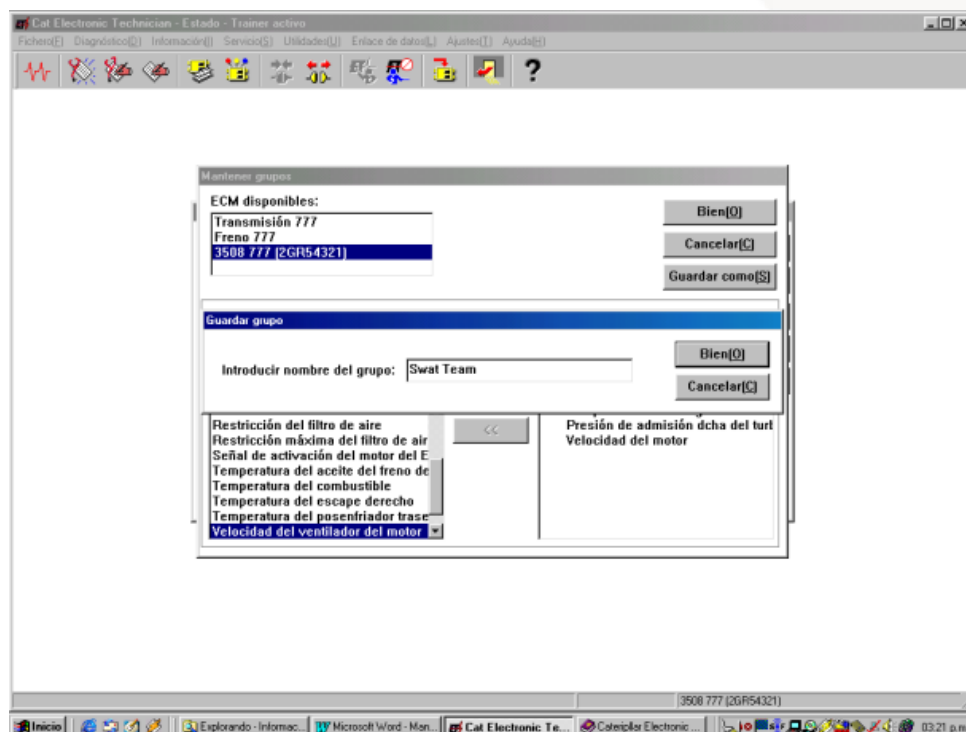 Cat Electronic Technician - Estado - Trainer activo
Fichero(F) Diagnóstico(D) Información(I) Servicio(S) Utilidades(U) Enlace de datos(L) Ajustes(T) Ayuda(H)
Mantener grupos
ECM disponibles:
Transmisión 777
Freno 777
3508 777 (2GR54321)
Bien[O]
Cancelar[C]
Guardar como[S]
Guardar grupo
Introducir nombre del grupo: Swat Team
Bien[O]
Cancelar[C]
Restricción del filtro de aire
Restricción máxima del filtro de air
Señal de activación del motor del E
Temperatura del aceite del freno de
Temperatura del combustible
Temperatura del escape derecho
Temperatura del posenfriador trase
Velocidad del ventilador del motor
<<
Presión de admisión dcha del turb
Velocidad del motor
3508 777 (2GR54321)
Inicio Explorando - Informac... Microsoft Word - Man... Cat Electronic Te... Caterpillar Electronic ... 03:21 p.m.